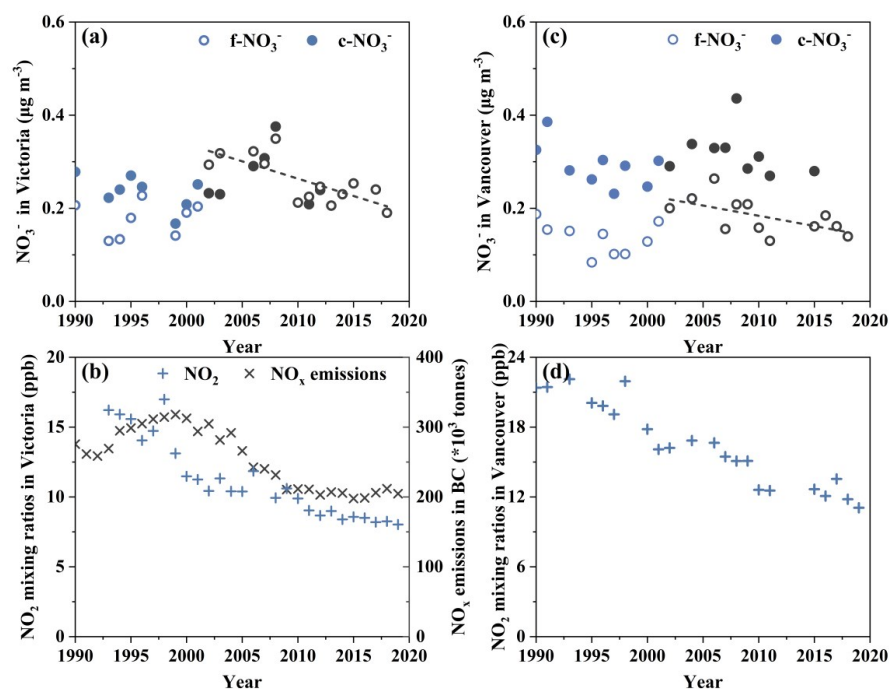 (a)
f-NO₃⁻ c-NO₃⁻
NO₃⁻ in Victoria (μg m⁻³)
0.6
0.4
0.2
0.0
1990 1995 2000 2005 2010 2015 2020
Year
(c)
f-NO₃⁻ c-NO₃⁻
NO₃⁻ in Vancouver (μg m⁻³)
0.6
0.4
0.2
0.0
1990 1995 2000 2005 2010 2015 2020
Year
(b)
NO₂ NOₓ emissions
NO₂ mixing ratios in Victoria (ppb)
20
15
10
5
0
NOₓ emissions in BC (*10³ tonnes)
400
300
200
100
0
1990 1995 2000 2005 2010 2015 2020
Year
(d)
NO₂ mixing ratios in Vancouver (ppb)
24
18
12
6
0
1990 1995 2000 2005 2010 2015 2020
Year